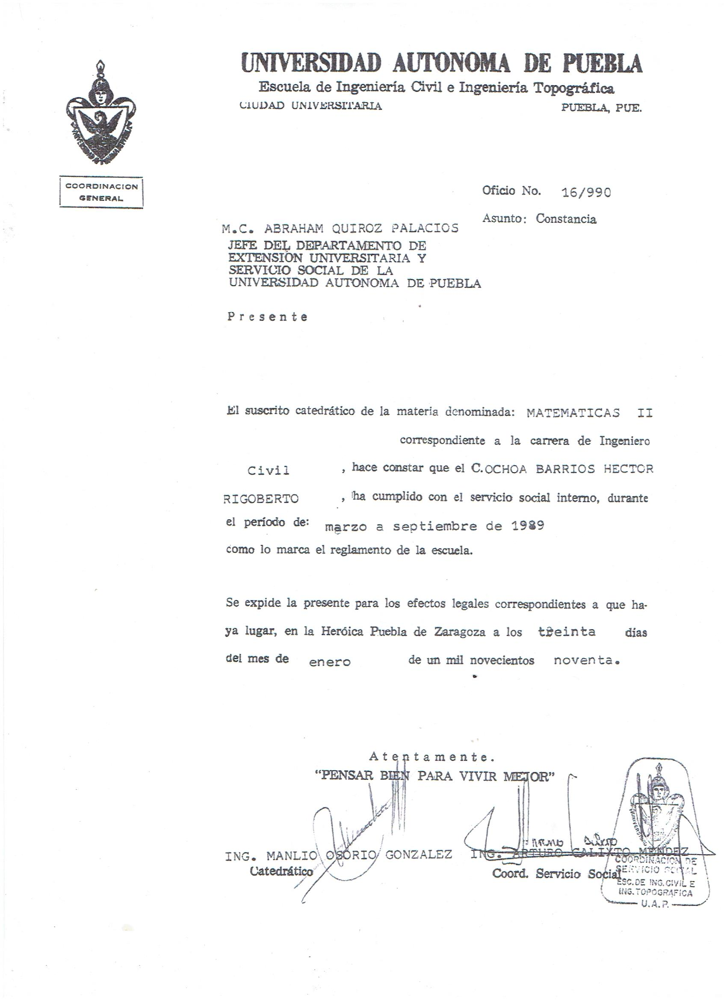 UNIVERSIDAD AUTONOMA DE PUEBLA
Escuela de Ingeniería Civil e Ingeniería Topográfica
CIUDAD UNIVERSITARIA PUEBLA, PUE.
COORDINACION
GENERAL
Oficio No. 16/990
Asunto: Constancia
M.C. ABRAHAM QUIROZ PALACIOS
JEFE DEL DEPARTAMENTO DE
EXTENSION UNIVERSITARIA Y
SERVICIO SOCIAL DE LA
UNIVERSIDAD AUTONOMA DE PUEBLA
Presente
El suscrito catedrático de la materia denominada: MATEMATICAS II
correspondiente a la carrera de Ingeniero
Civil , hace constar que el C. OCHOA BARRIOS HECTOR
RIGOBERTO , ha cumplido con el servicio social interno, durante
el período de: marzo a septiembre de 1989
como lo marca el reglamento de la escuela.
Se expide la presente para los efectos legales correspondientes a que ha-
ya lugar, en la Heróica Puebla de Zaragoza a los treinta días
del mes de enero de un mil novecientos noventa.
Atentamente.
"PENSAR BIEN PARA VIVIR MEJOR"
ING. MANLIO OSORIO GONZALEZ ING. ARTURO CALIXTO MENDEZ
Catedrático Coord. Servicio Social
COORDINACION DE
SERVICIO SOCIAL
ESC. DE ING. CIVIL E
ING. TOPOGRAFICA
U.A.P.